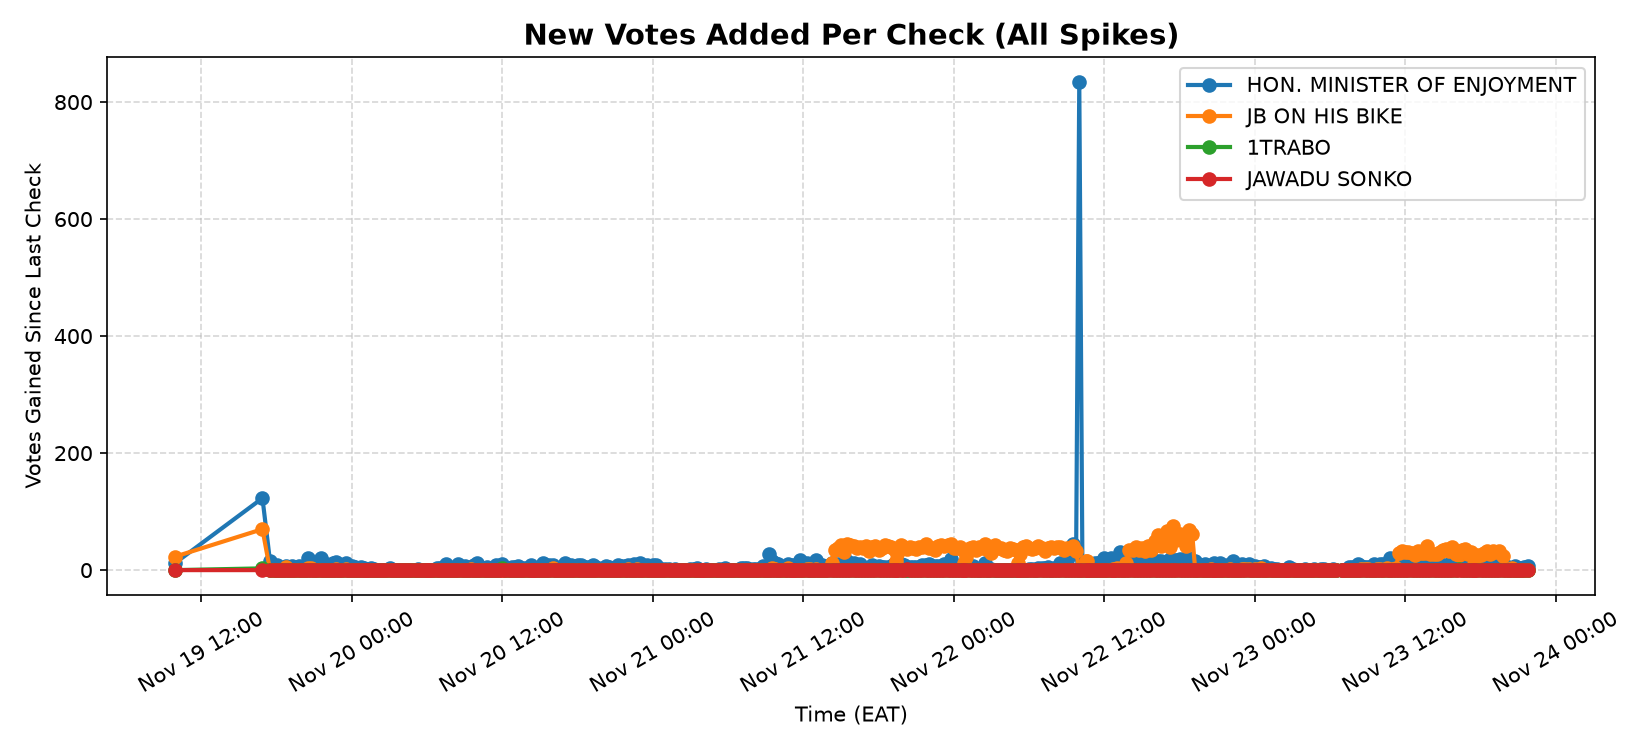 New Votes Added Per Check (All Spikes)
HON. MINISTER OF ENJOYMENT
JB ON HIS BIKE
1TRABO
JAWADU SONKO
Votes Gained Since Last Check
800
600
400
200
0
Nov 19 12:00
Nov 20 00:00
Nov 20 12:00
Nov 21 00:00
Nov 21 12:00
Nov 22 00:00
Nov 22 12:00
Nov 23 00:00
Nov 23 12:00
Nov 24 00:00
Time (EAT)